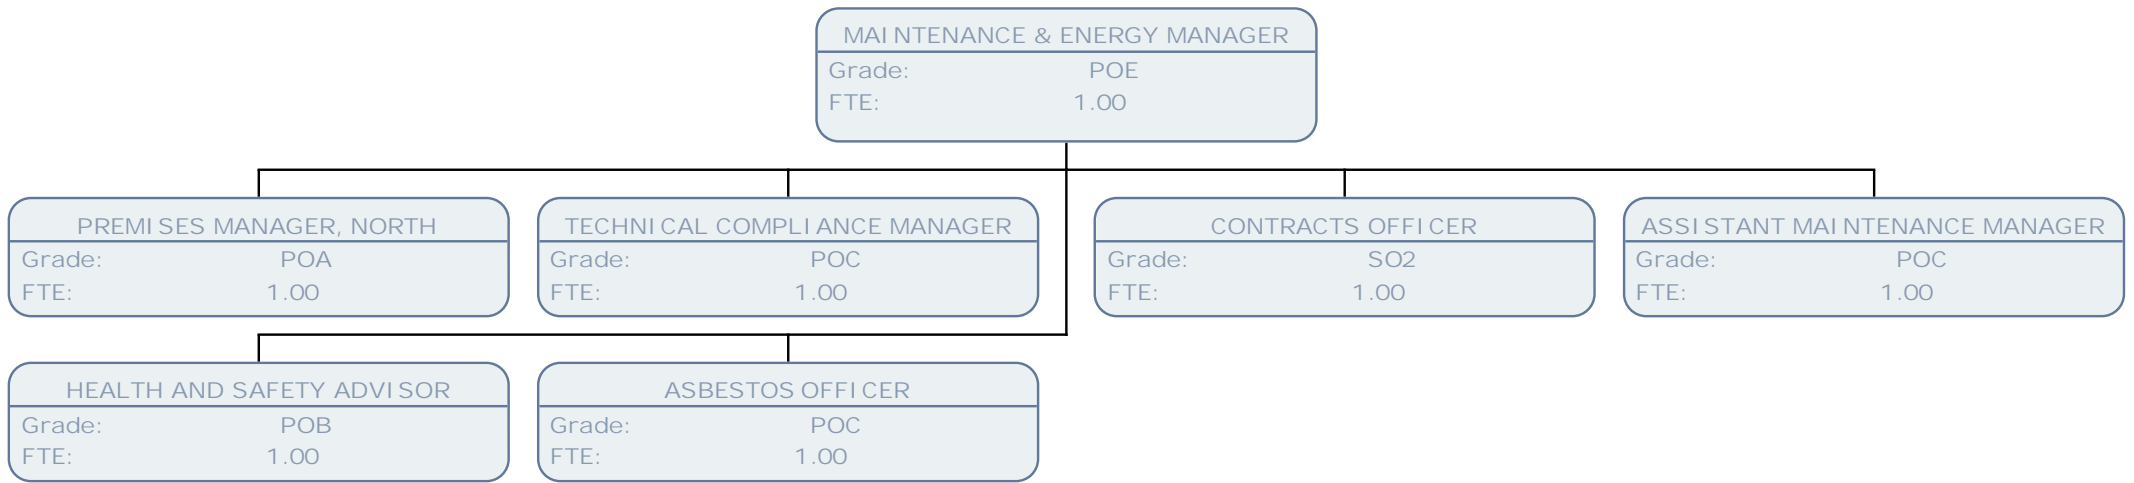 MAINTENANCE & ENERGY MANAGER
Grade: POE
FTE: 1.00
PREMISES MANAGER, NORTH
Grade: POA
FTE: 1.00
TECHNICAL COMPLIANCE MANAGER
Grade: POC
FTE: 1.00
CONTRACTS OFFICER
Grade: SO2
FTE: 1.00
ASSISTANT MAINTENANCE MANAGER
Grade: POC
FTE: 1.00
HEALTH AND SAFETY ADVISOR
Grade: POB
FTE: 1.00
ASBESTOS OFFICER
Grade: POC
FTE: 1.00